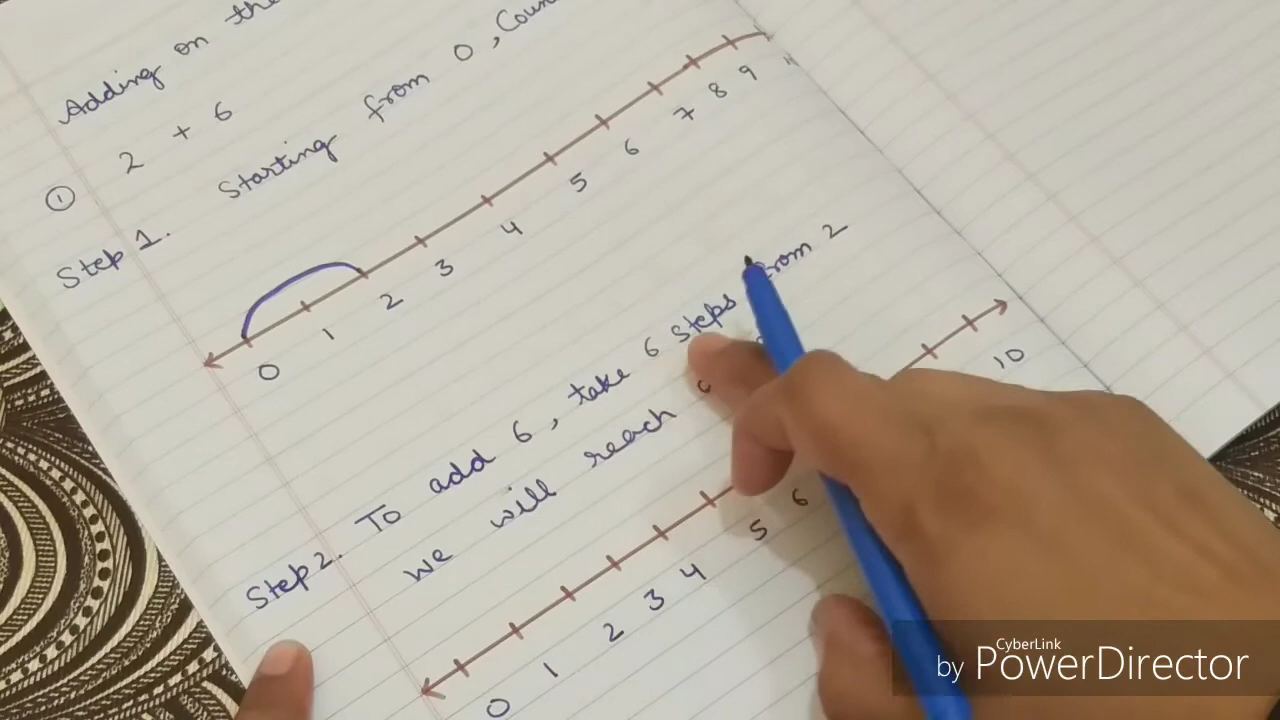 Adding on the
① 2 + 6
Step 1. Starting from 0, Coun
0 1 2 3 4 5 6 7 8 9
Step 2. To add 6, take 6 Steps from 2
we will reach
0 1 2 3 4 5 6 10
CyberLink
by PowerDirector